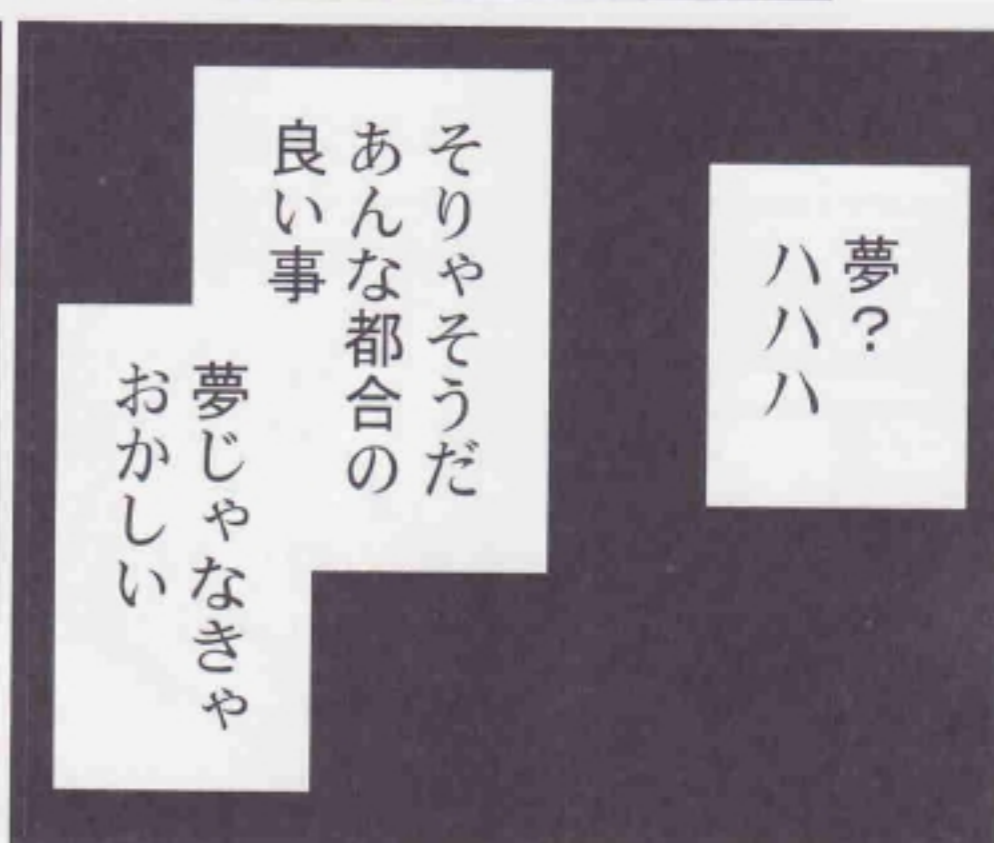 夢？
ハハハ
そりゃそうだ
あんな都合の
良い事
夢じゃなきゃ
おかしい